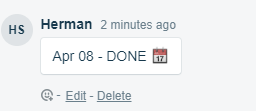 HS
Herman 2 minutes ago
Apr 08 - DONE 📅
- Edit - Delete